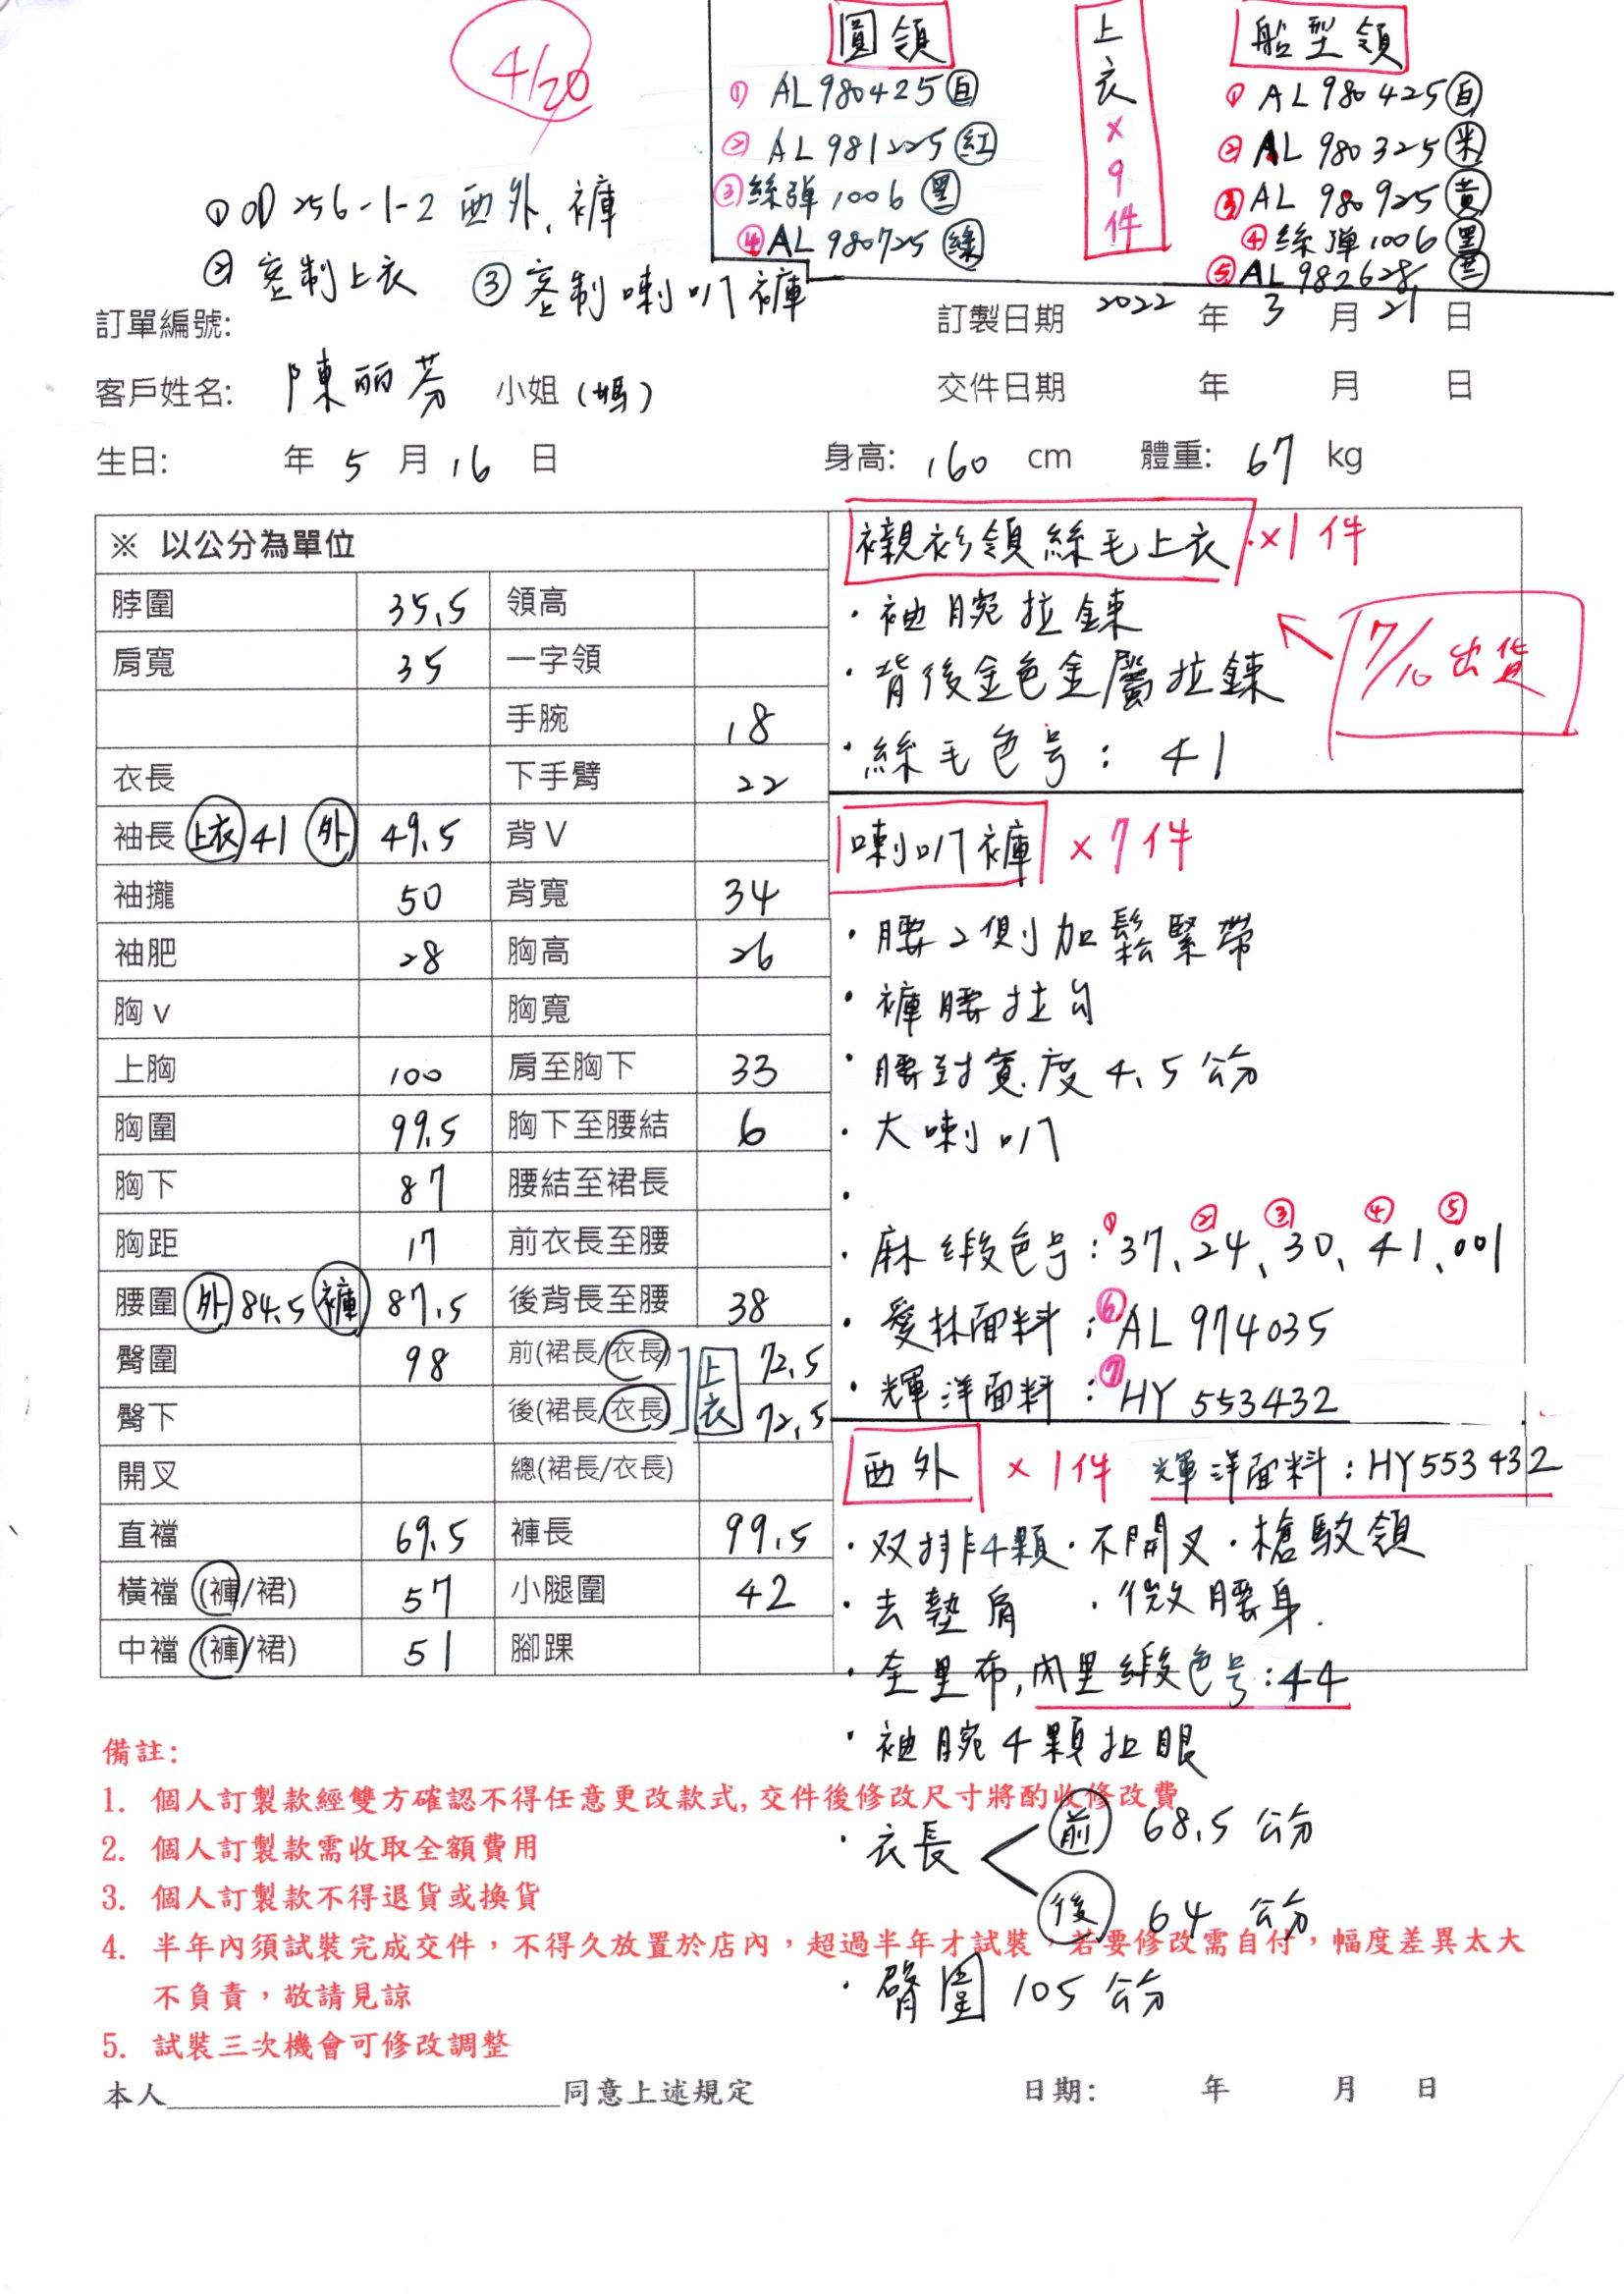 4/20
圓領
① AL980425 白
② AL981225 紅
③ 絲彈1006 黑
④ AL980725 綠
上衣x9件
船型領
① AL980425 白
② AL980325 米
③ AL980925 黃
④ 絲彈1006 黑
⑤ AL982628
① OD256-1-2 西外、褲
② 客制上衣 ③ 客制喇叭褲
訂單編號: 訂製日期 2022 年 3 月 21 日
客戶姓名: 陳丽芬 小姐(媽) 交件日期 年 月 日
生日: 年 5 月 16 日 身高: 160 cm 體重: 67 kg
※ 以公分為單位
脖圍 35.5 領高
肩寬 35 一字領
手腕 18
衣長 下手臂 22
袖長 上衣 41 外 49.5 背V
袖攏 50 背寬 34
袖肥 28 胸高 26
胸v 胸寬
上胸 100 肩至胸下 33
胸圍 99.5 胸下至腰結 6
胸下 87 腰結至裙長
胸距 17 前衣長至腰
腰圍 外 84.5 褲 87.5 後背長至腰 38
臀圍 98 前(裙長/衣長) 上衣 72.5
臀下 後(裙長/衣長) 72.5
開叉 總(裙長/衣長)
直襠 69.5 褲長 99.5
橫襠 (褲/裙) 57 小腿圍 42
中襠 (褲/裙) 51 腳踝
襯衫領絲毛上衣 x1件
・袖腕拉鍊
・背後金色金屬拉鍊
・絲毛色号: 41
7/10 出貨
喇叭褲 x7件
・腰2側加鬆緊帶
・褲腰拉勾
・腰封寬度4.5公分
・大喇叭
・
・麻緞色号: ①37、②24、③30、④41、⑤001
・愛林面料: ⑥AL974035
・輝洋面料: ⑦HY553432
西外 x1件 輝洋面料: HY553432
・双排4顆・不開叉・槍駁領
・去墊肩 ・微腰身.
・全里布,內里緞色号:44
・袖腕4顆扣眼
・衣長 前 68.5公分
後 64公分
・臀圍105公分
備註:
1. 個人訂製款經雙方確認不得任意更改款式,交件後修改尺寸將酌收修改費
2. 個人訂製款需收取全額費用
3. 個人訂製款不得退貨或換貨
4. 半年內須試裝完成交件，不得久放置於店內，超過半年才試裝，若要修改需自付，幅度差異太大
不負責，敬請見諒
5. 試裝三次機會可修改調整
本人____________________同意上述規定 日期: 年 月 日